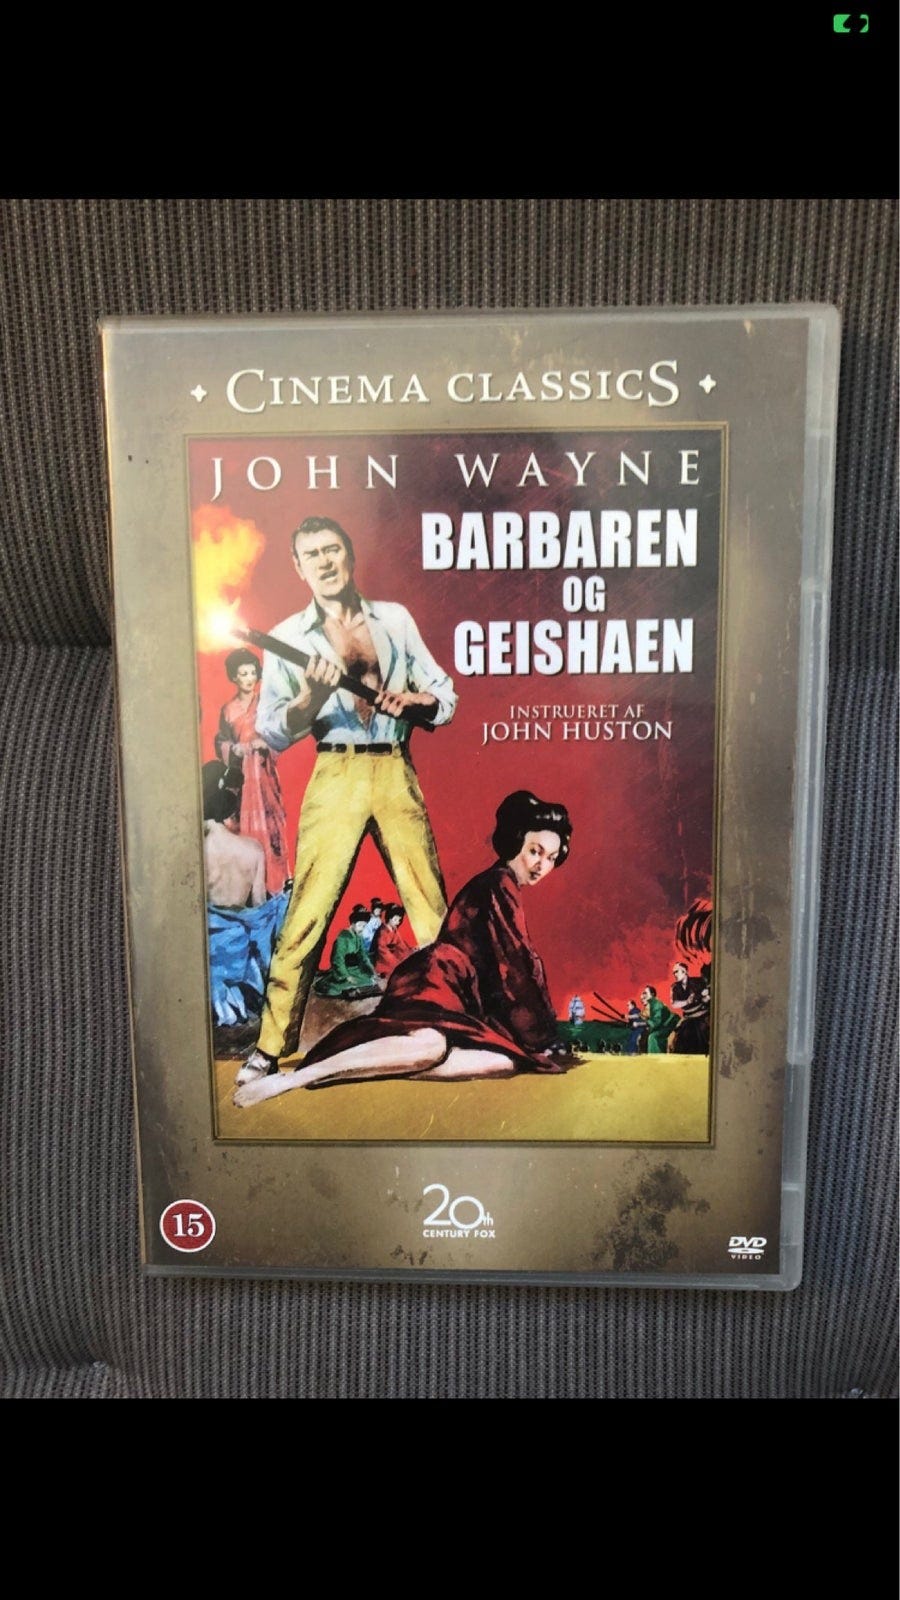 CINEMA CLASSICS
JOHN WAYNE
BARBAREN
OG
GEISHAEN
INSTRUERET AF
JOHN HUSTON
15
20th
CENTURY FOX
DVD
VIDEO